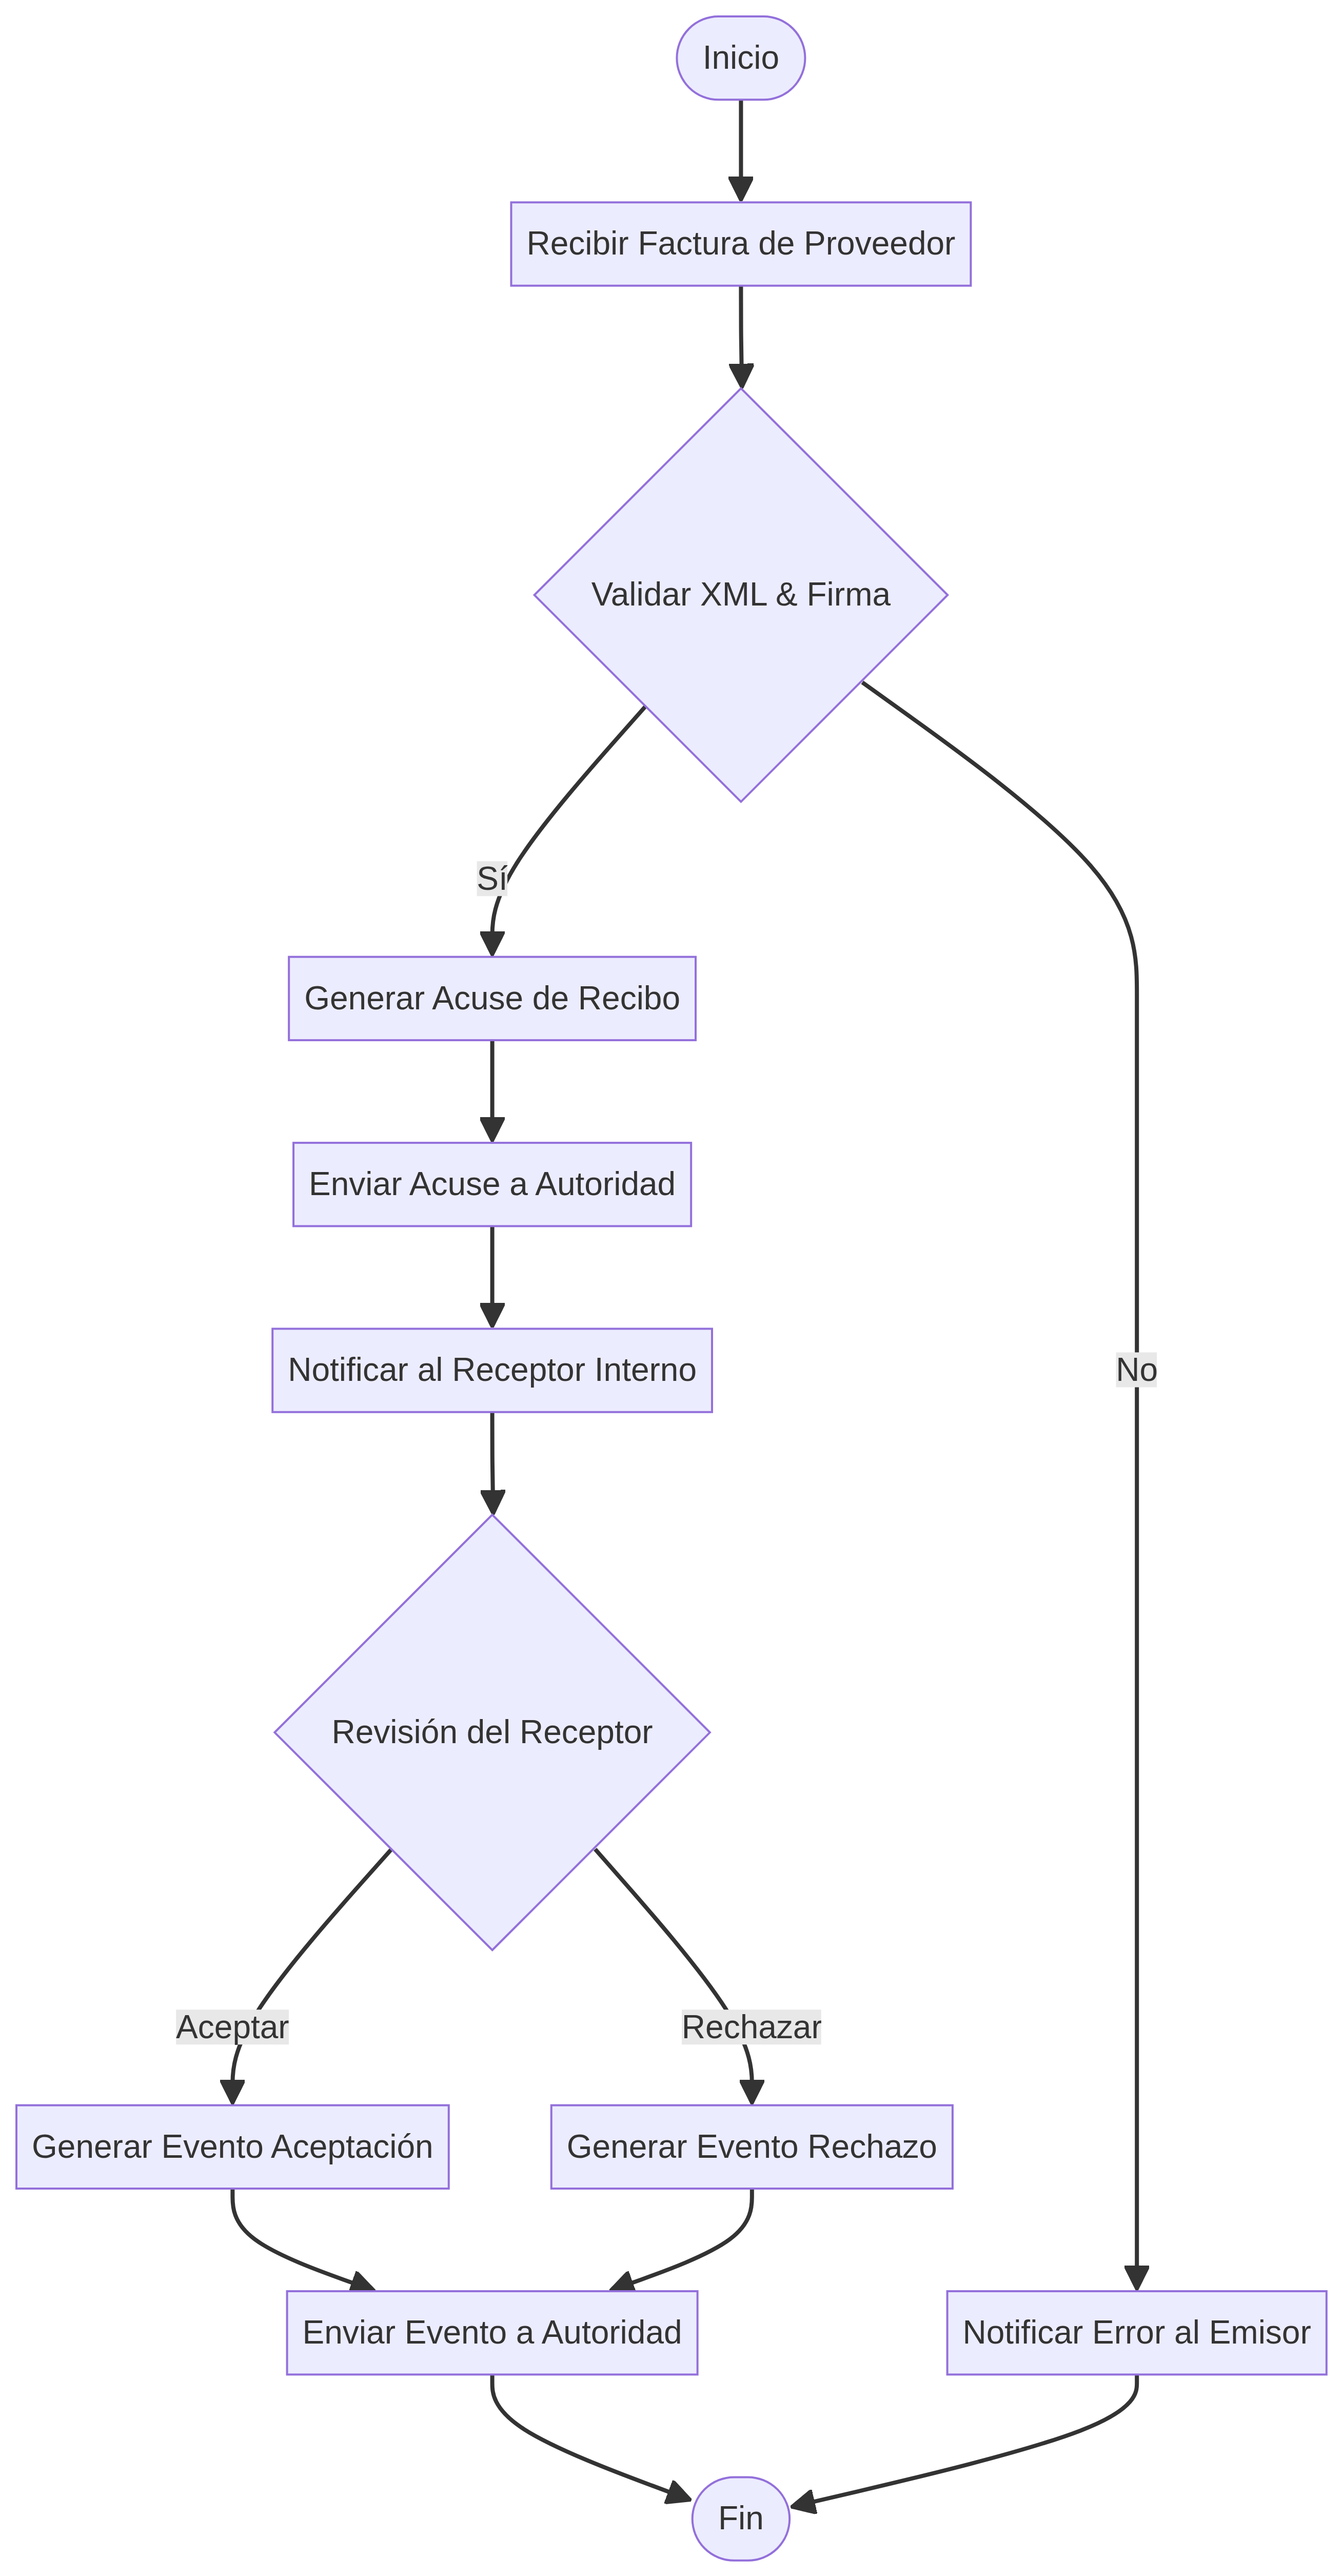 Inicio
Recibir Factura de Proveedor
Validar XML & Firma
Sí
Generar Acuse de Recibo
Enviar Acuse a Autoridad
Notificar al Receptor Interno
No
Revisión del Receptor
Aceptar
Rechazar
Generar Evento Aceptación
Generar Evento Rechazo
Enviar Evento a Autoridad
Notificar Error al Emisor
Fin